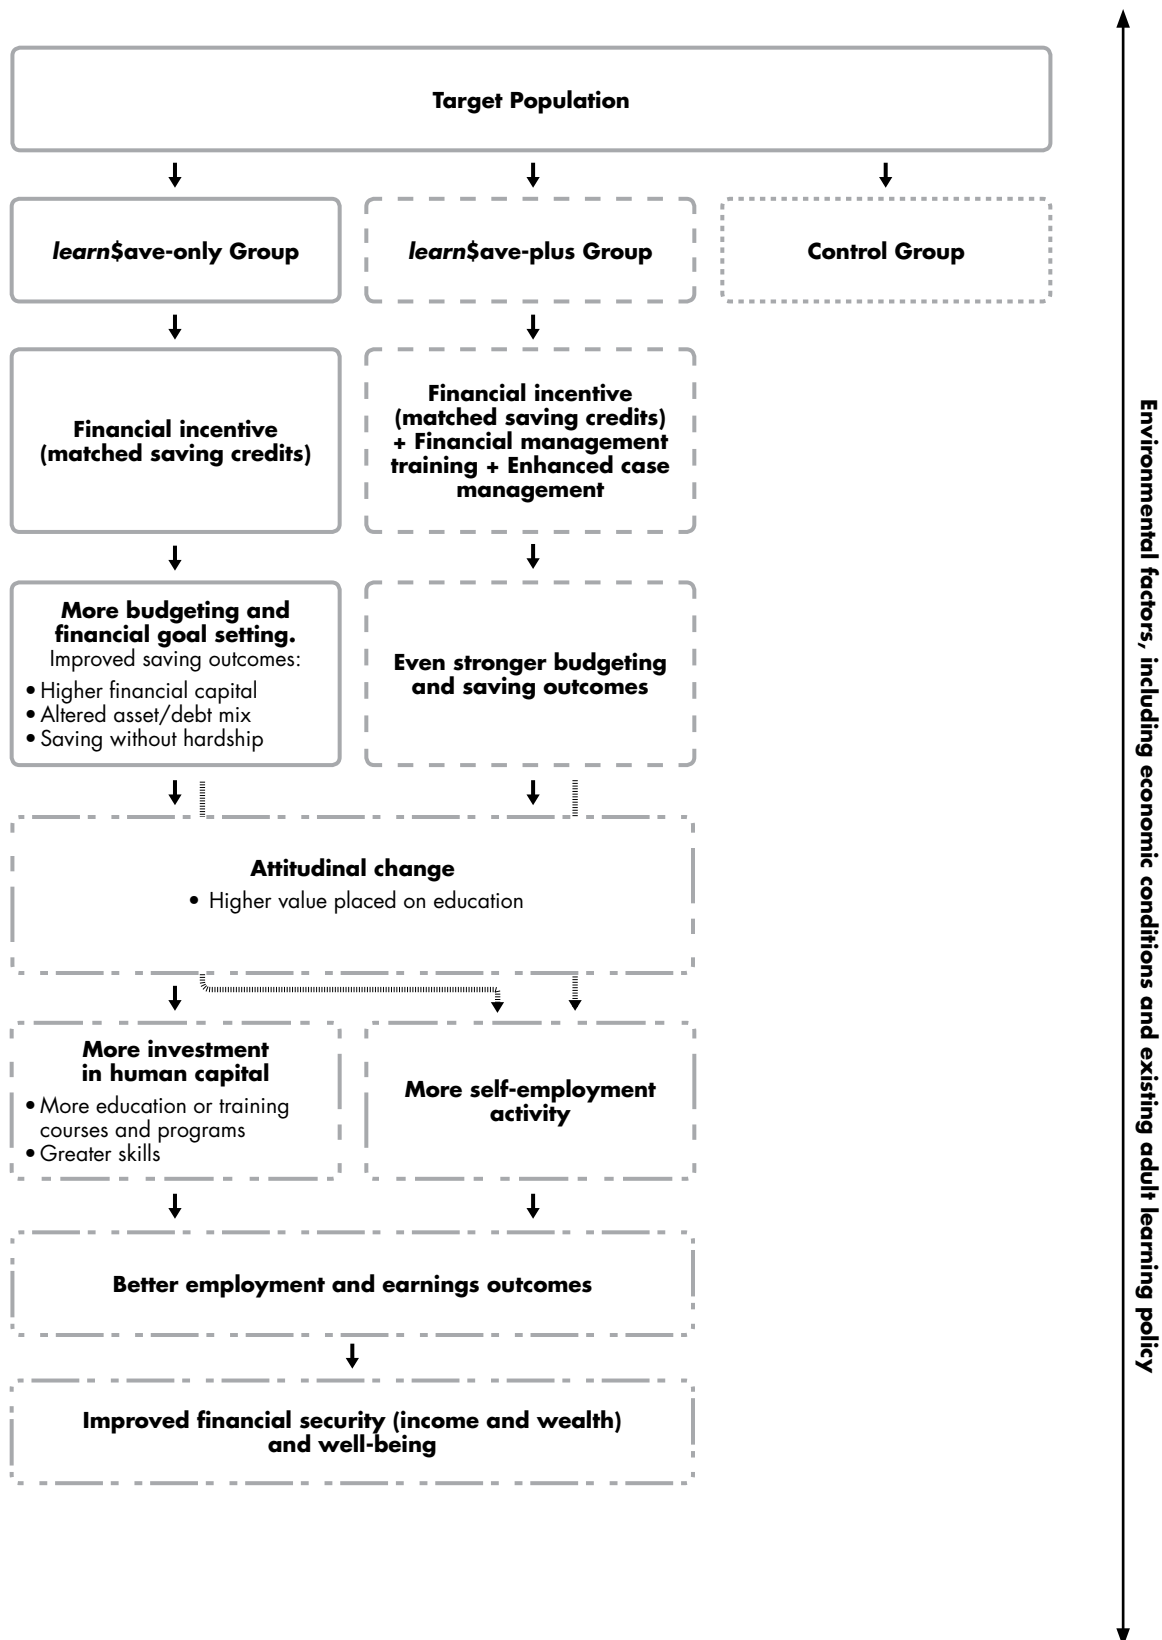 Target Population
learn$ave-only Group
learn$ave-plus Group
Control Group
Financial incentive
(matched saving credits)
Financial incentive
(matched saving credits)
+ Financial management
training + Enhanced case
management
More budgeting and
financial goal setting.
Improved saving outcomes:
• Higher financial capital
• Altered asset/debt mix
• Saving without hardship
Even stronger budgeting
and saving outcomes
Attitudinal change
• Higher value placed on education
More investment
in human capital
• More education or training
courses and programs
• Greater skills
More self-employment
activity
Better employment and earnings outcomes
Improved financial security (income and wealth)
and well-being
Environmental factors, including economic conditions and existing adult learning policy